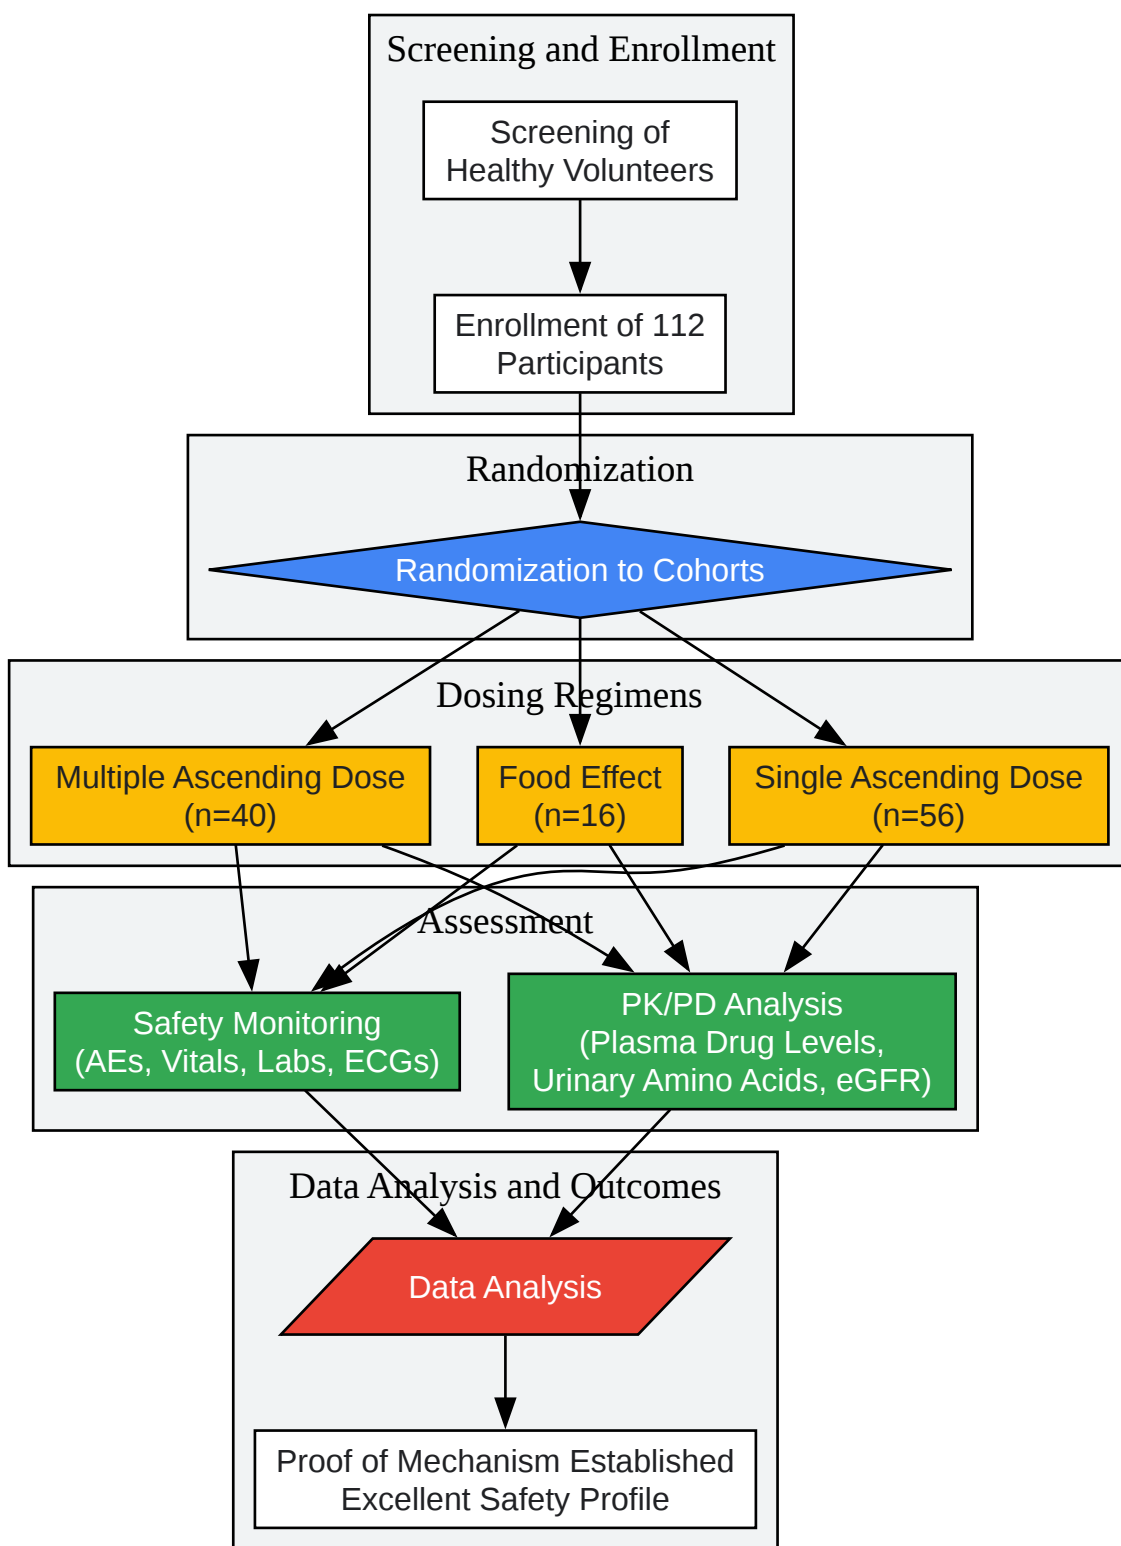 Screening and Enrollment
Screening of
Healthy Volunteers
Enrollment of 112
Participants
Randomization
Randomization to Cohorts
Dosing Regimens
Multiple Ascending Dose
(n=40)
Food Effect
(n=16)
Single Ascending Dose
(n=56)
Assessment
Safety Monitoring
(AEs, Vitals, Labs, ECGs)
PK/PD Analysis
(Plasma Drug Levels,
Urinary Amino Acids, eGFR)
Data Analysis and Outcomes
Data Analysis
Proof of Mechanism Established
Excellent Safety Profile